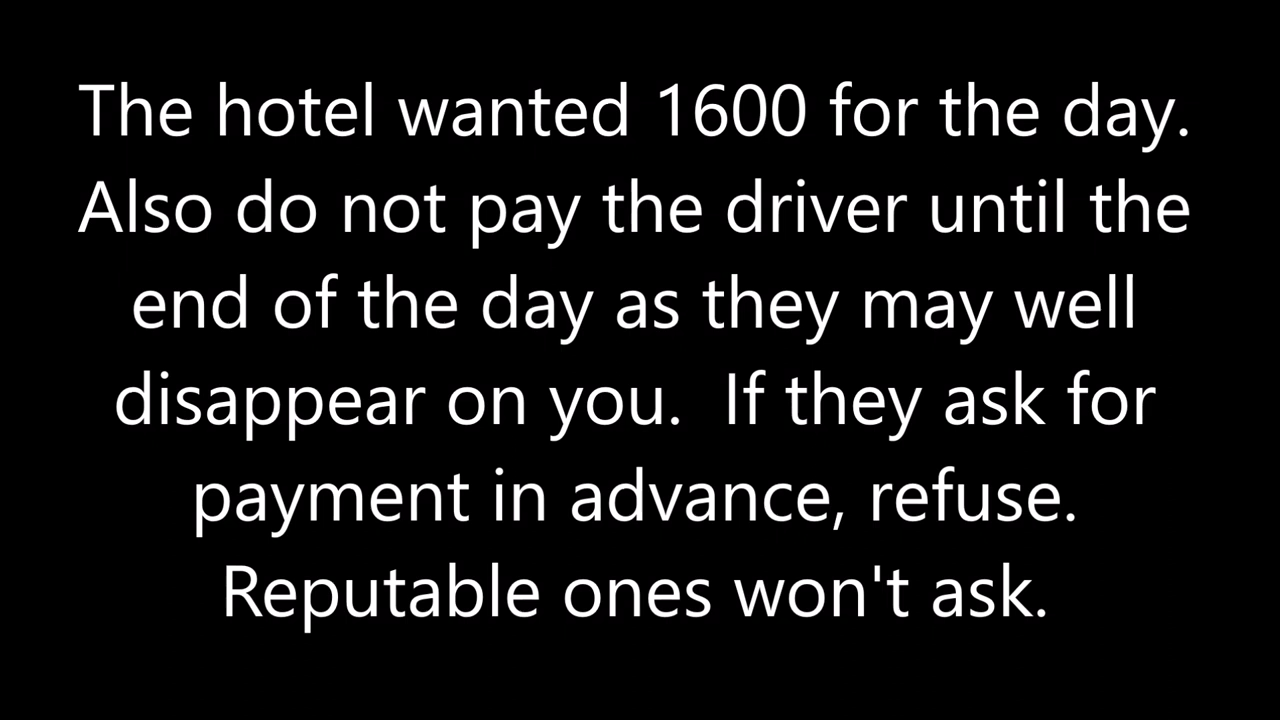 The hotel wanted 1600 for the day.
Also do not pay the driver until the
end of the day as they may well
disappear on you.  If they ask for
payment in advance, refuse.
Reputable ones won't ask.